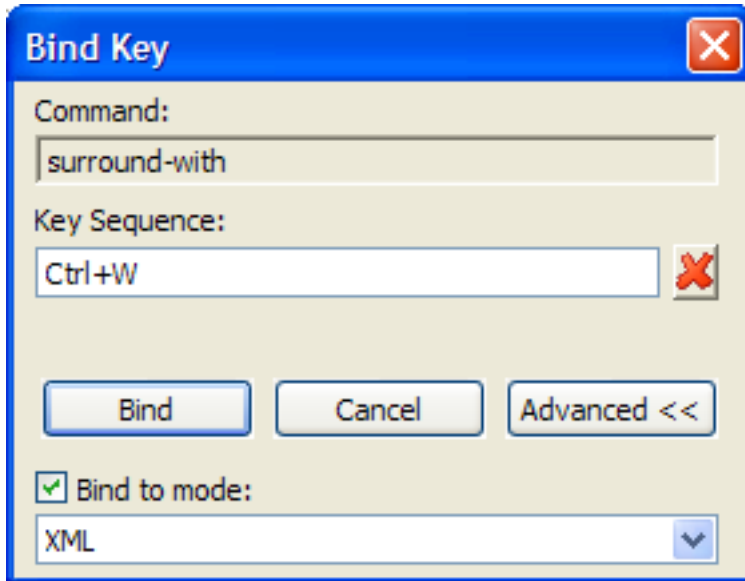 Bind Key
Command:
surround-with
Key Sequence:
Ctrl+W
Bind Cancel Advanced <<
Bind to mode:
XML